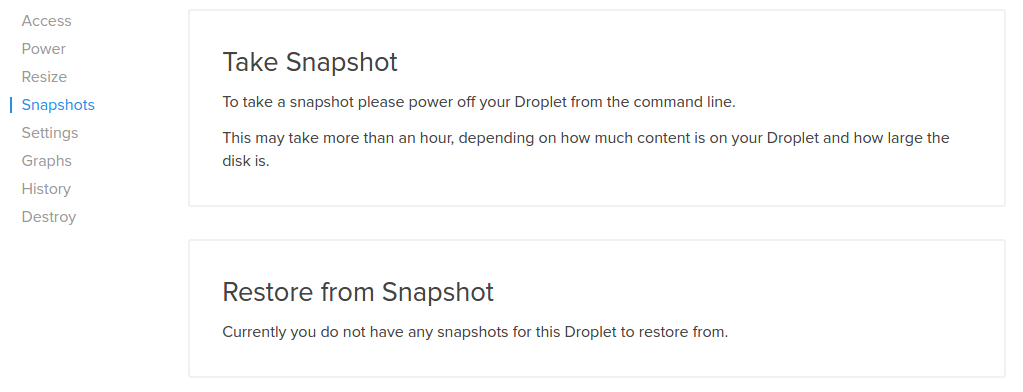 Access
Power
Resize
Snapshots
Settings
Graphs
History
Destroy
Take Snapshot
To take a snapshot please power off your Droplet from the command line.
This may take more than an hour, depending on how much content is on your Droplet and how large the
disk is.
Restore from Snapshot
Currently you do not have any snapshots for this Droplet to restore from.